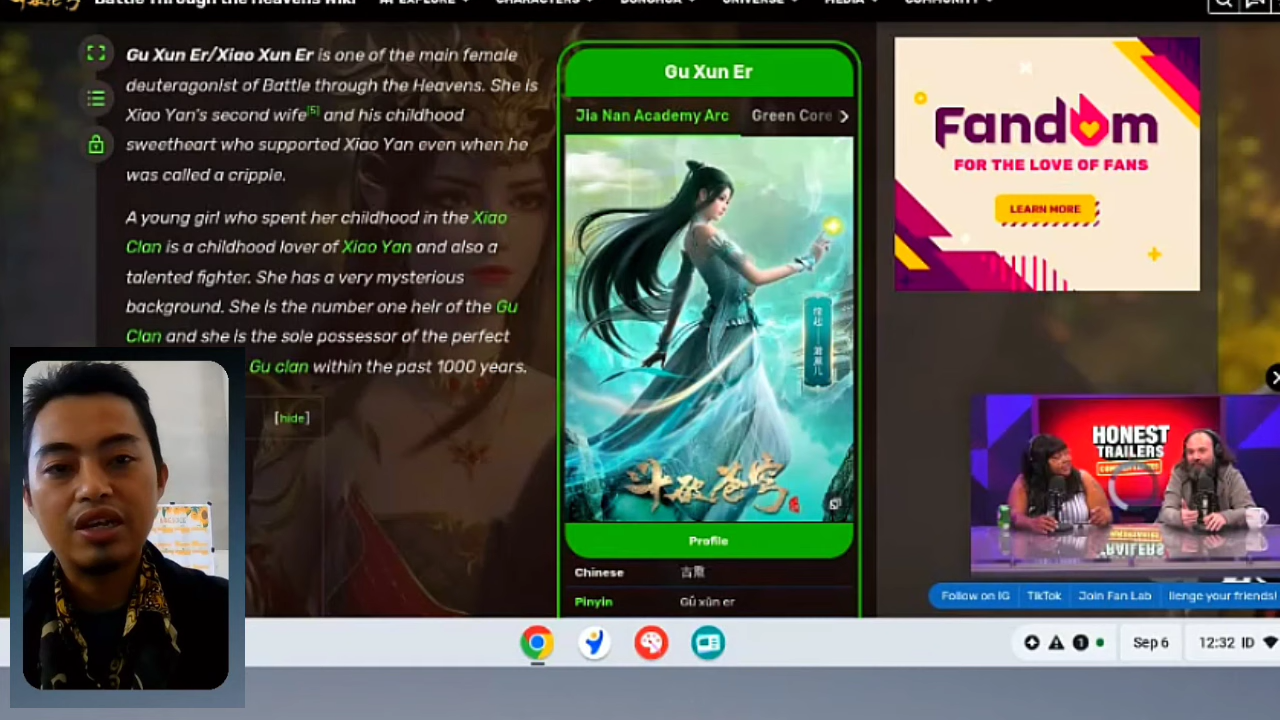 Battle Through the Heavens Wiki
EXPLORE
CHARACTERS
DONGHUA
UNIVERSE
MEDIA
COMMUNITY
Gu Xun Er/Xiao Xun Er is one of the main female
deuteragonist of Battle through the Heavens. She is
Xiao Yan's second wife[5] and his childhood
sweetheart who supported Xiao Yan even when he
was called a cripple.
A young girl who spent her childhood in the Xiao
Clan is a childhood lover of Xiao Yan and also a
talented fighter. She has a very mysterious
background. She is the number one heir of the Gu
Clan and she is the sole possessor of the perfect
Gu clan within the past 1000 years.
[hide]
Gu Xun Er
Jia Nan Academy Arc
Green Core
斗破苍穹
Profile
Chinese 古熏
Pinyin Gǔ xūn er
Fandom
FOR THE LOVE OF FANS
LEARN MORE
HONEST
TRAILERS
COMMENTARIES
Follow on IG
TikTok
Join Fan Lab
llenge your friends!
1
Sep 6
12:32 ID